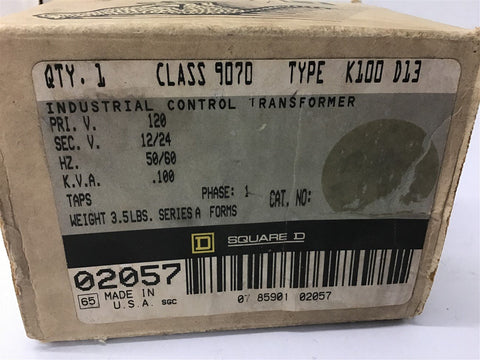 QTY. 1 CLASS 9070 TYPE K100 D13
INDUSTRIAL CONTROL TRANSFORMER
PRI. V. 120
SEC. V. 12/24
HZ. 50/60
K.V.A. .100
TAPS PHASE: 1 CAT. NO:
WEIGHT 3.5LBS. SERIES A FORMS
D SQUARE D
02057
65 MADE IN
U.S.A. SGC
07 85901 02057